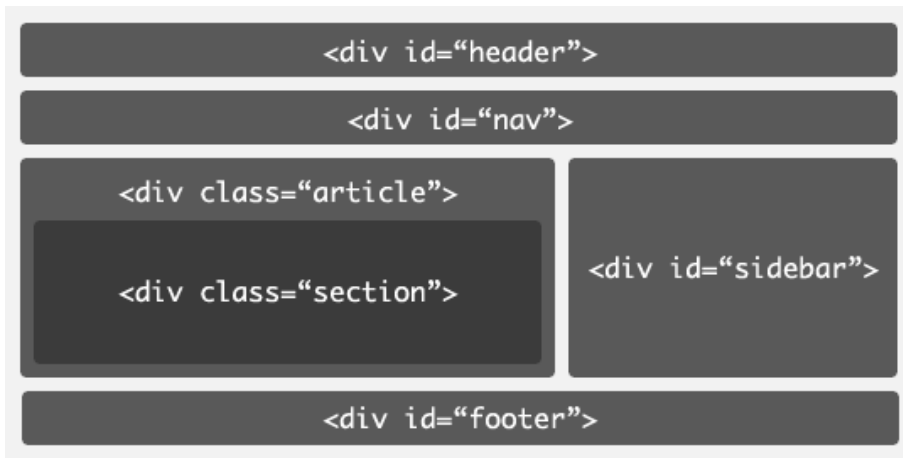 <div id=“header”>
<div id=“nav”>
<div class=“article”>
<div class=“section”>
<div id=“sidebar”>
<div id=“footer”>